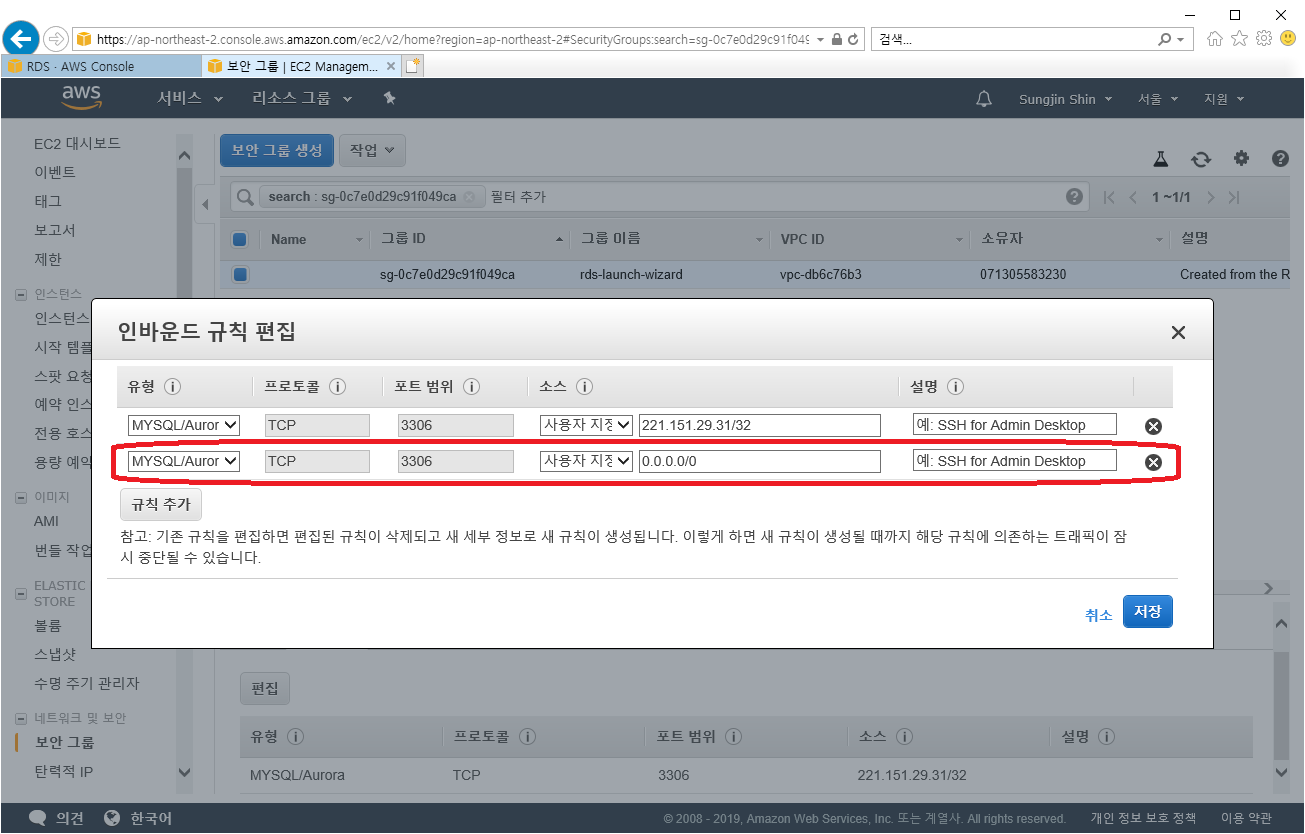 https://ap-northeast-2.console.aws.amazon.com/ec2/v2/home?region=ap-northeast-2#SecurityGroups:search=sg-0c7e0d29c91f049 검색...
RDS · AWS Console 보안 그룹 | EC2 Managem...
aws 서비스 리소스 그룹 Sungjin Shin 서울 지원
EC2 대시보드
이벤트
태그
보고서
제한
인스턴스
인스턴스
시작 템플
스팟 요청
예약 인스
전용 호스
용량 예약
이미지
AMI
번들 작업
ELASTIC
STORE
볼륨
스냅샷
수명 주기 관리자
네트워크 및 보안
보안 그룹
탄력적 IP
보안 그룹 생성 작업
search : sg-0c7e0d29c91f049ca 필터 추가 1 ~1/1
Name 그룹 ID 그룹 이름 VPC ID 소유자 설명
sg-0c7e0d29c91f049ca rds-launch-wizard vpc-db6c76b3 071305583230 Created from the R
인바운드 규칙 편집
유형 프로토콜 포트 범위 소스 설명
MYSQL/Auror TCP 3306 사용자 지정 221.151.29.31/32 예: SSH for Admin Desktop
MYSQL/Auror TCP 3306 사용자 지정 0.0.0.0/0 예: SSH for Admin Desktop
규칙 추가
참고: 기존 규칙을 편집하면 편집된 규칙이 삭제되고 새 세부 정보로 새 규칙이 생성됩니다. 이렇게 하면 새 규칙이 생성될 때까지 해당 규칙에 의존하는 트래픽이 잠
시 중단될 수 있습니다.
취소 저장
편집
유형 프로토콜 포트 범위 소스 설명
MYSQL/Aurora TCP 3306 221.151.29.31/32
의견 한국어 © 2008 - 2019, Amazon Web Services, Inc. 또는 계열사. All rights reserved. 개인 정보 보호 정책 이용 약관